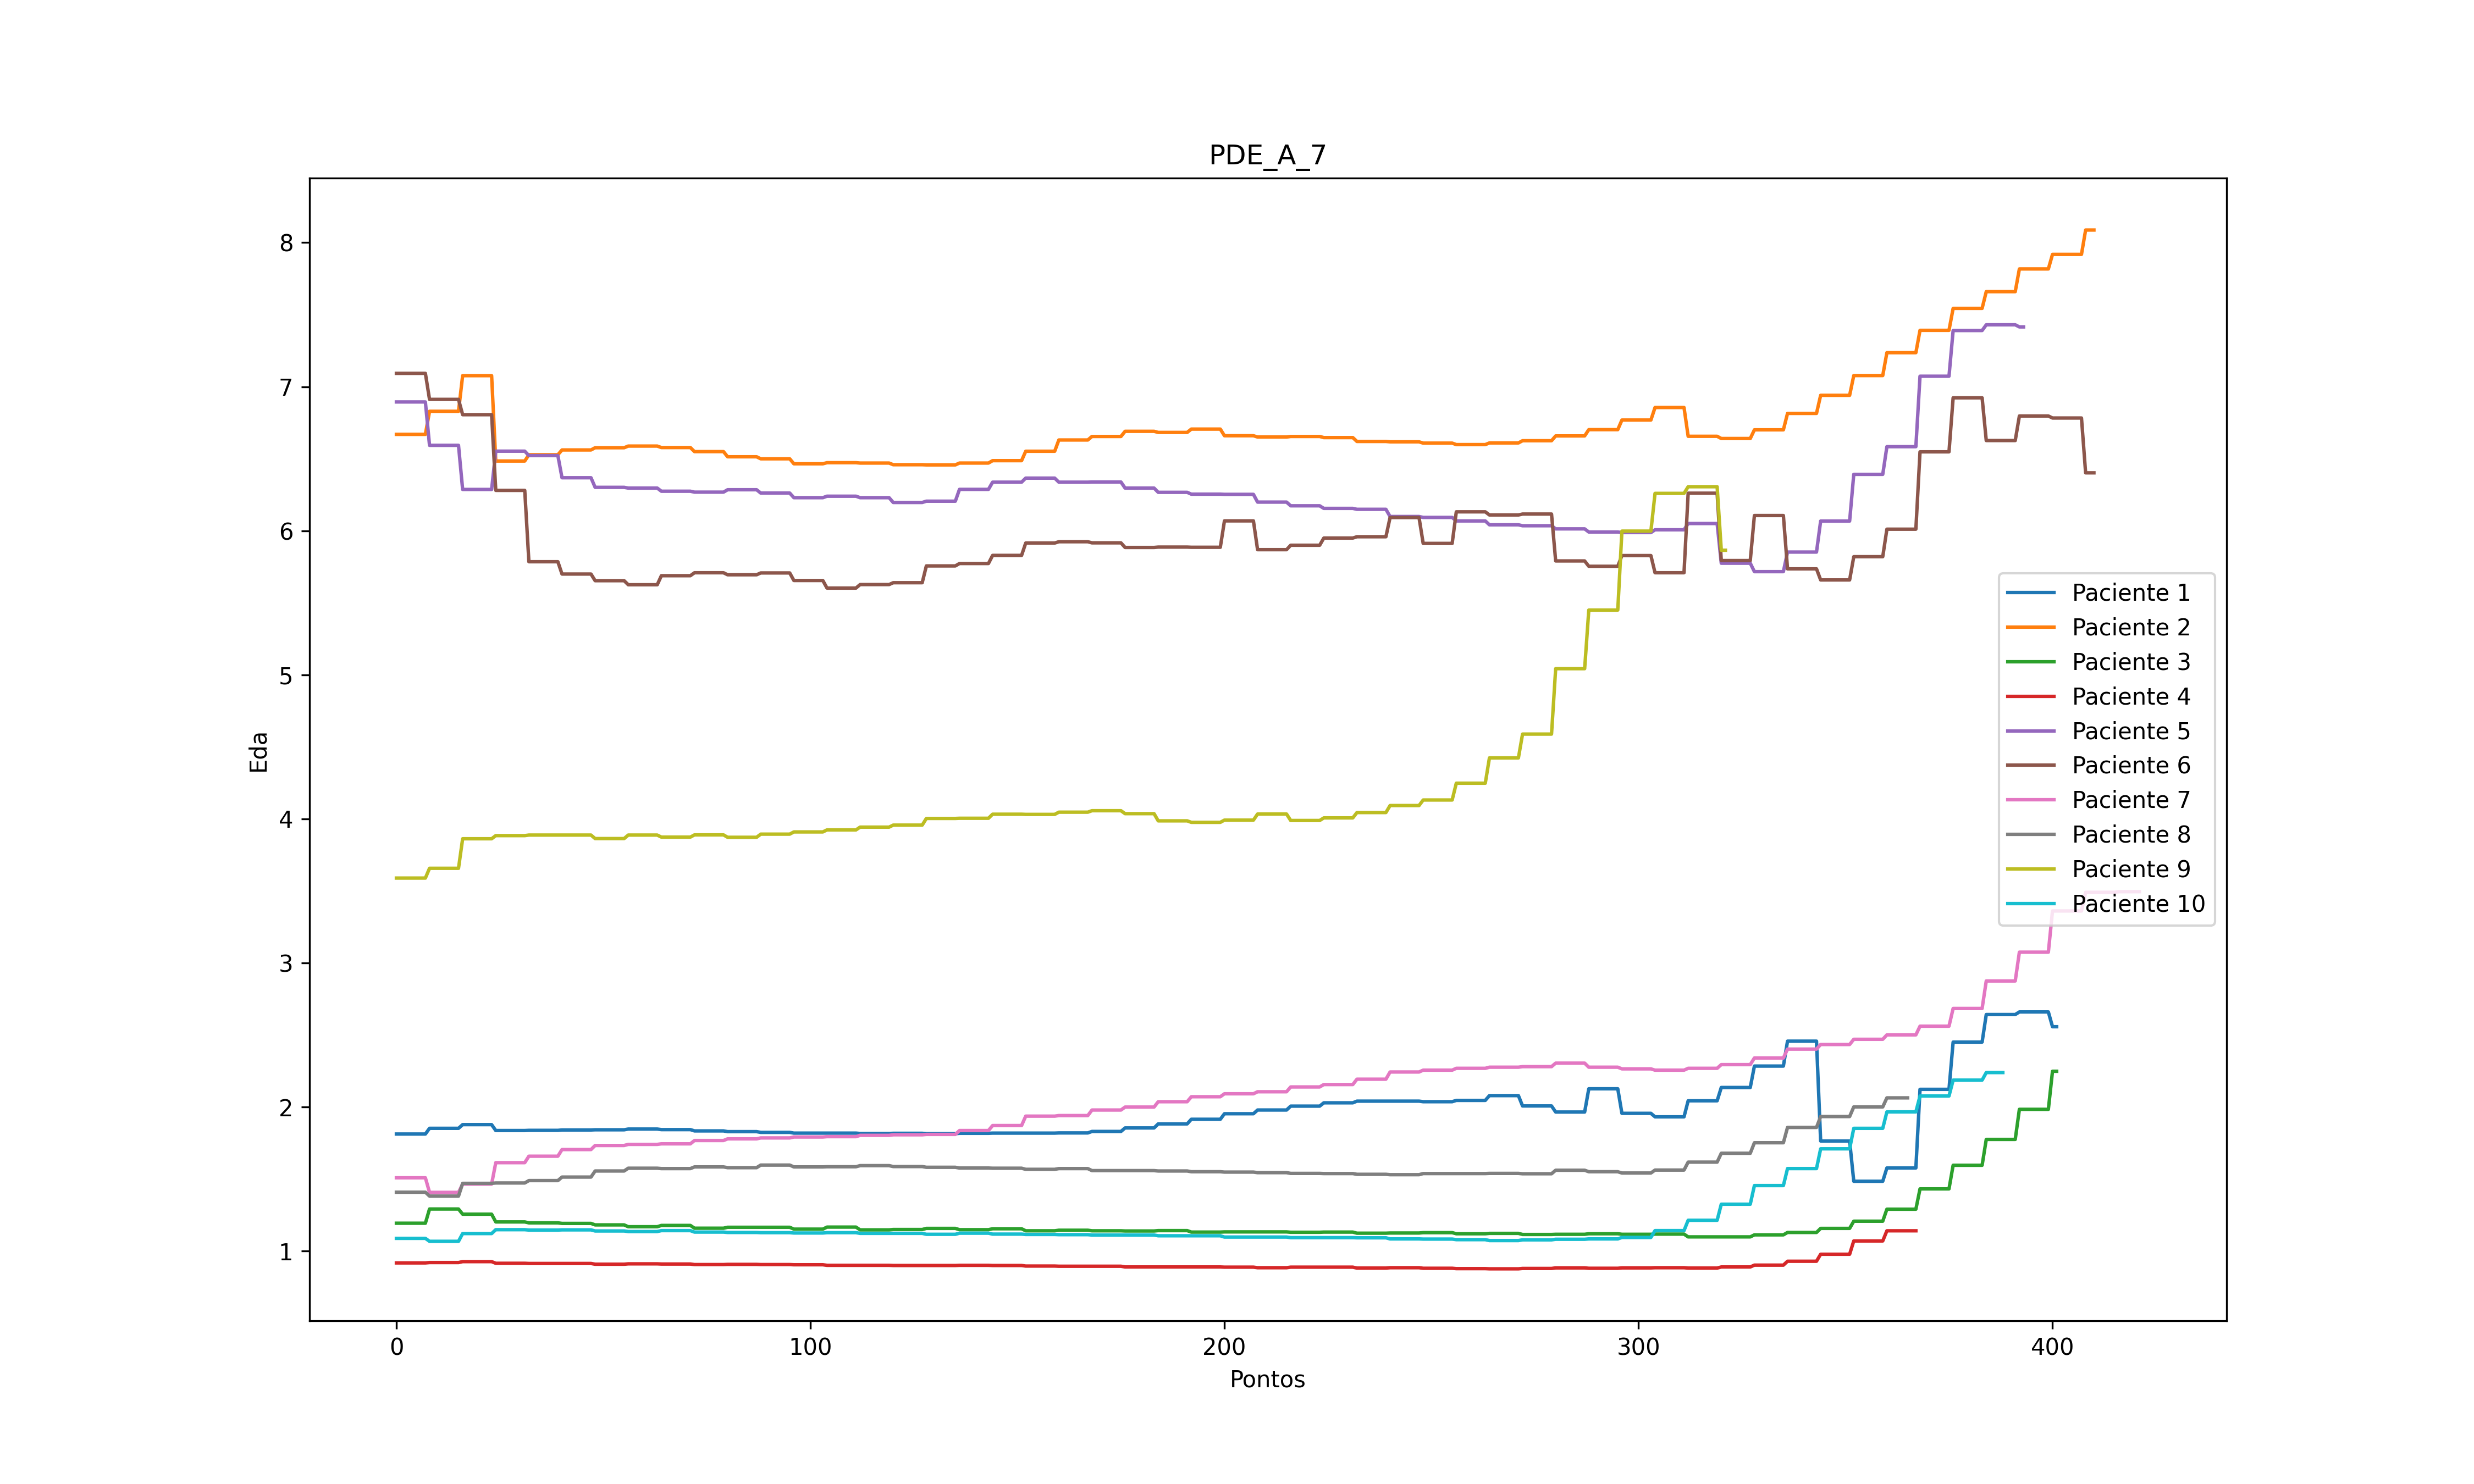 PDE_A_7
8
7
6
5
4
3
2
1
Eda
0 100 200 300 400
Pontos
Paciente 1
Paciente 2
Paciente 3
Paciente 4
Paciente 5
Paciente 6
Paciente 7
Paciente 8
Paciente 9
Paciente 10